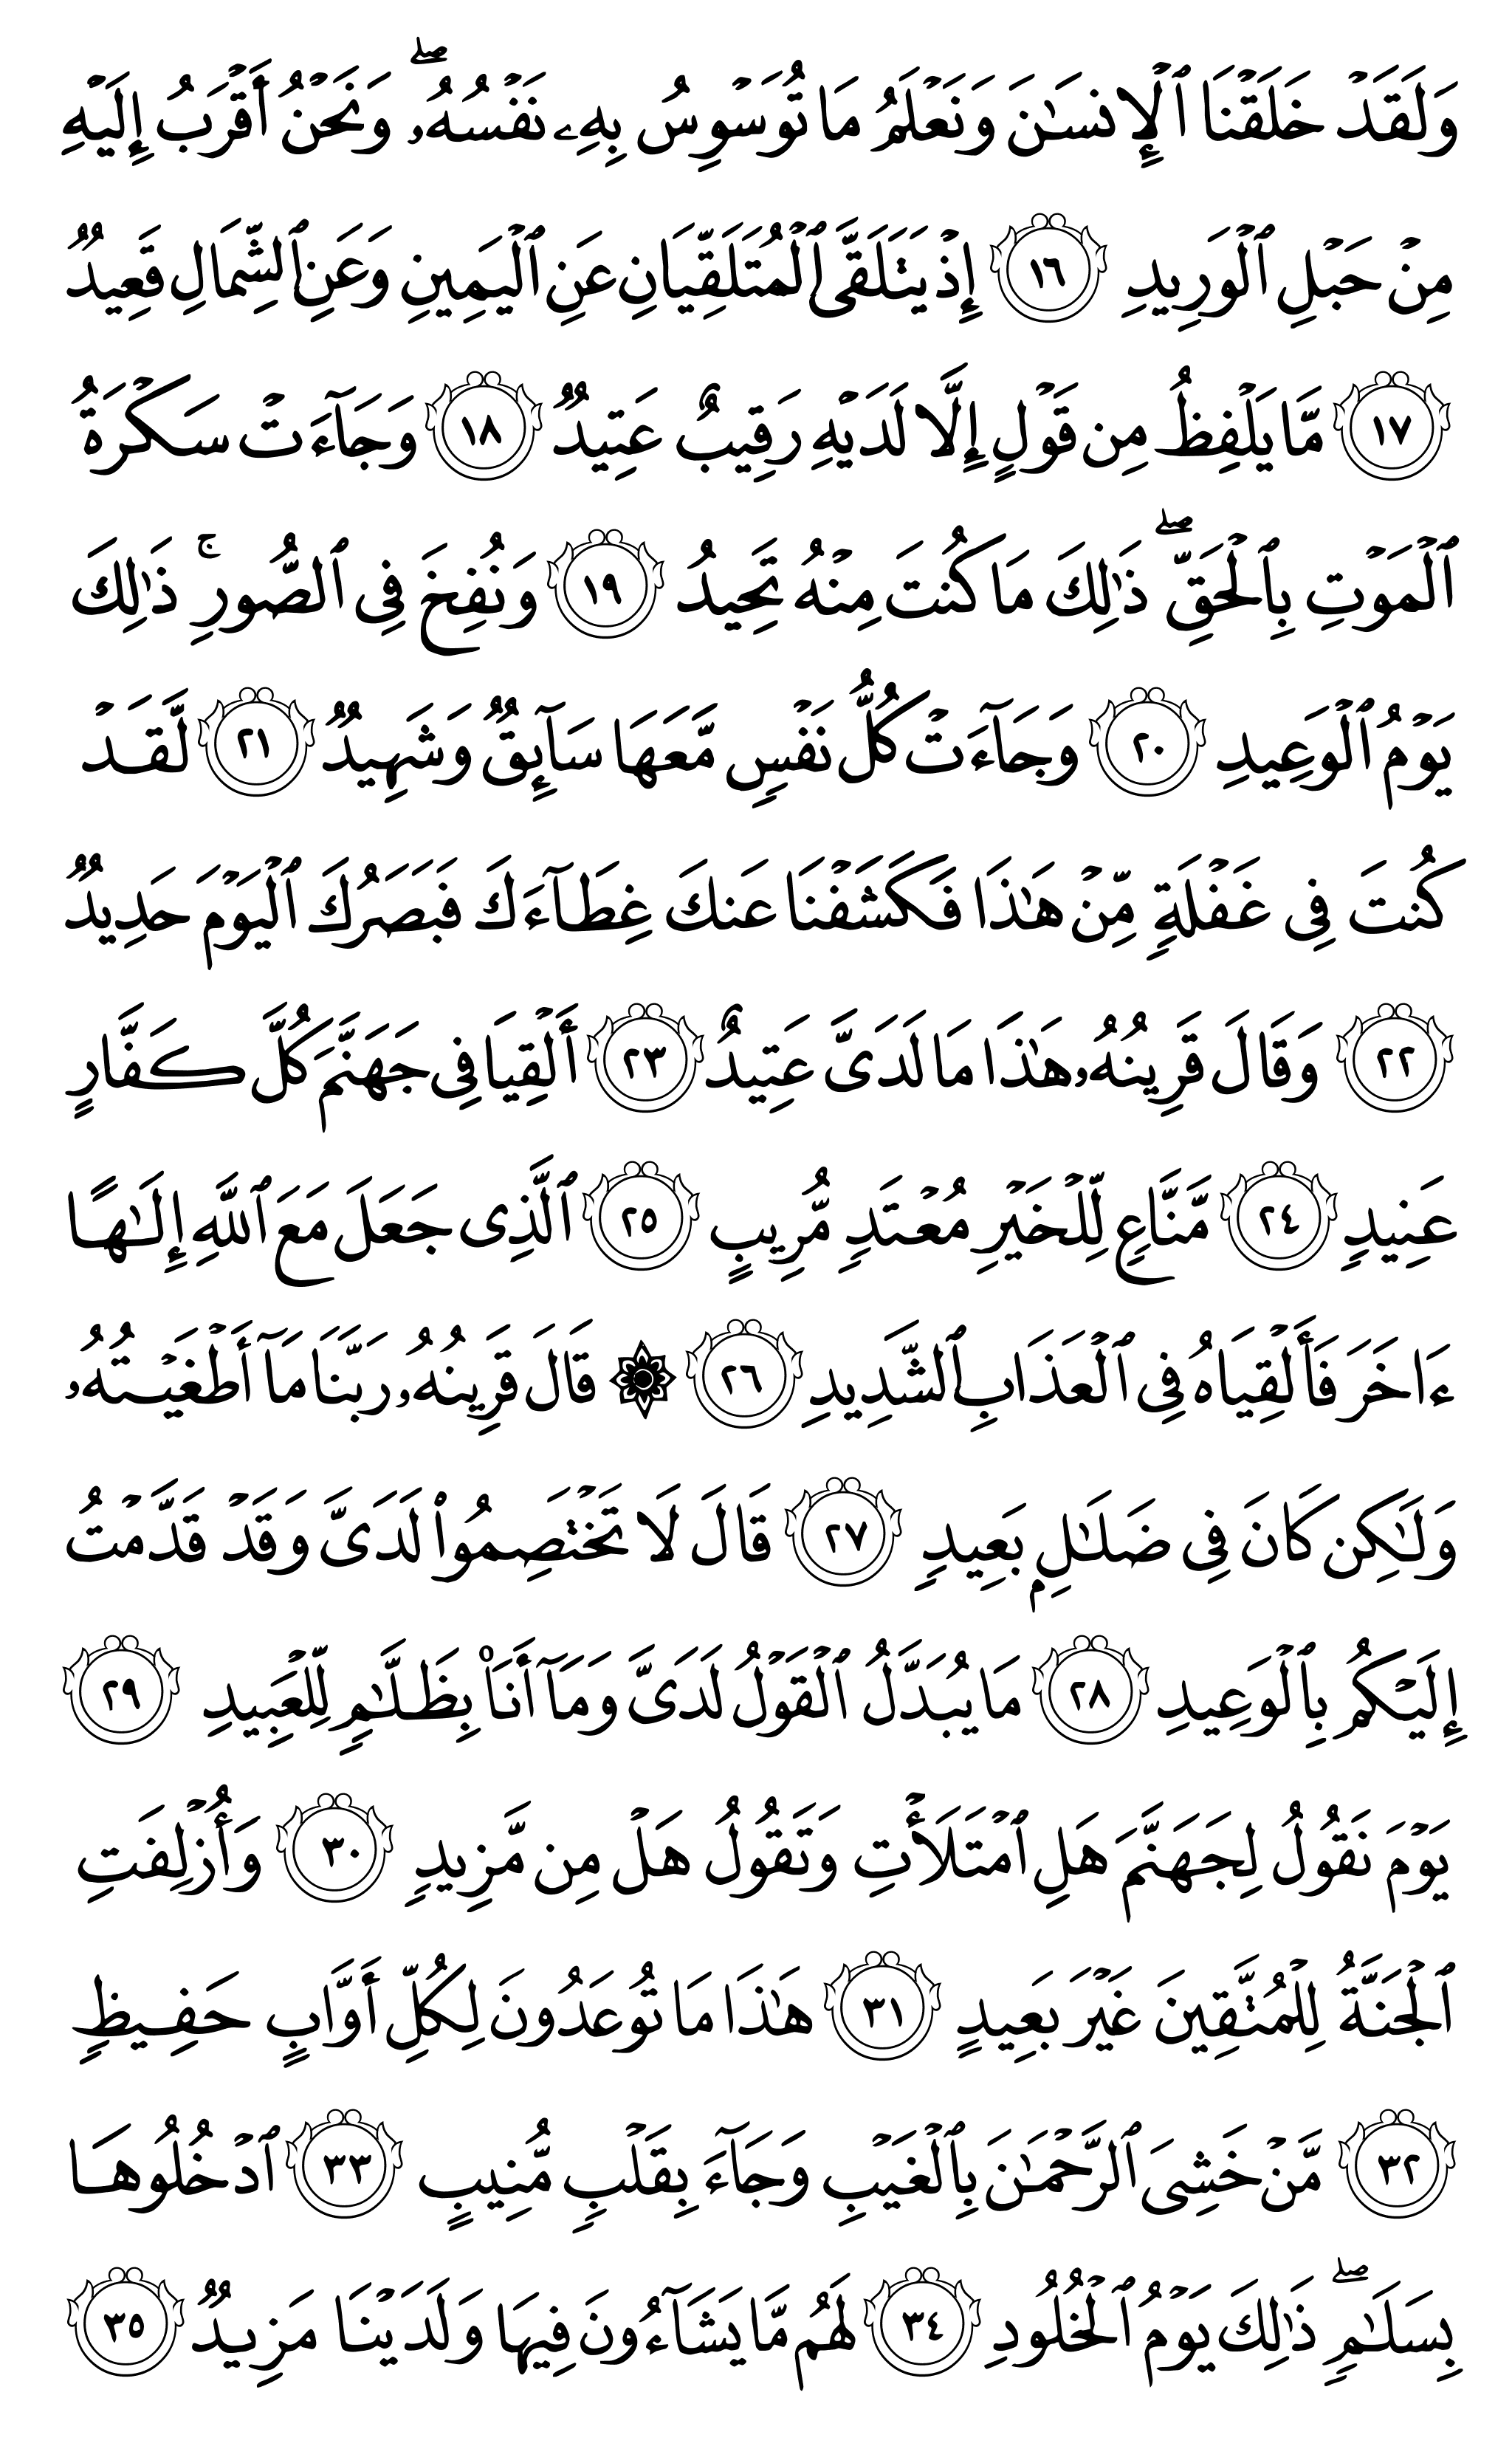 وَلَقَدۡ خَلَقۡنَا ٱلۡإِنسَٰنَ وَنَعۡلَمُ مَا تُوَسۡوِسُ بِهِۦ نَفۡسُهُۥۖ وَنَحۡنُ أَقۡرَبُ إِلَيۡهِ
مِنۡ حَبۡلِ ٱلۡوَرِيدِ ١٦ إِذۡ يَتَلَقَّى ٱلۡمُتَلَقِّيَانِ عَنِ ٱلۡيَمِينِ وَعَنِ ٱلشِّمَالِ قَعِيدٞ
١٧ مَّا يَلۡفِظُ مِن قَوۡلٍ إِلَّا لَدَيۡهِ رَقِيبٌ عَتِيدٞ ١٨ وَجَآءَتۡ سَكۡرَةُ
ٱلۡمَوۡتِ بِٱلۡحَقِّۖ ذَٰلِكَ مَا كُنتَ مِنۡهُ تَحِيدُ ١٩ وَنُفِخَ فِي ٱلصُّورِۚ ذَٰلِكَ
يَوۡمُ ٱلۡوَعِيدِ ٢٠ وَجَآءَتۡ كُلُّ نَفۡسٖ مَّعَهَا سَآئِقٞ وَشَهِيدٞ ٢١ لَّقَدۡ
كُنتَ فِي غَفۡلَةٖ مِّنۡ هَٰذَا فَكَشَفۡنَا عَنكَ غِطَآءَكَ فَبَصَرُكَ ٱلۡيَوۡمَ حَدِيدٞ
٢٢ وَقَالَ قَرِينُهُۥ هَٰذَا مَا لَدَيَّ عَتِيدٌ ٢٣ أَلۡقِيَا فِي جَهَنَّمَ كُلَّ كَفَّارٍ
عَنِيدٖ ٢٤ مَّنَّاعٖ لِّلۡخَيۡرِ مُعۡتَدٖ مُّرِيبٍ ٢٥ ٱلَّذِي جَعَلَ مَعَ ٱللَّهِ إِلَٰهًا
ءَاخَرَ فَأَلۡقِيَاهُ فِي ٱلۡعَذَابِ ٱلشَّدِيدِ ٢٦ ۞ قَالَ قَرِينُهُۥ رَبَّنَا مَآ أَطۡغَيۡتُهُۥ
وَلَٰكِن كَانَ فِي ضَلَٰلِۭ بَعِيدٖ ٢٧ قَالَ لَا تَخۡتَصِمُواْ لَدَيَّ وَقَدۡ قَدَّمۡتُ
إِلَيۡكُم بِٱلۡوَعِيدِ ٢٨ مَا يُبَدَّلُ ٱلۡقَوۡلُ لَدَيَّ وَمَآ أَنَا۠ بِظَلَّٰمٖ لِّلۡعَبِيدِ ٢٩
يَوۡمَ نَقُولُ لِجَهَنَّمَ هَلِ ٱمۡتَلَأۡتِ وَتَقُولُ هَلۡ مِن مَّزِيدٖ ٣٠ وَأُزۡلِفَتِ
ٱلۡجَنَّةُ لِلۡمُتَّقِينَ غَيۡرَ بَعِيدٍ ٣١ هَٰذَا مَا تُوعَدُونَ لِكُلِّ أَوَّابٍ حَفِيظٖ
٣٢ مَّنۡ خَشِيَ ٱلرَّحۡمَٰنَ بِٱلۡغَيۡبِ وَجَآءَ بِقَلۡبٖ مُّنِيبٍ ٣٣ ٱدۡخُلُوهَا
بِسَلَٰمٖۖ ذَٰلِكَ يَوۡمُ ٱلۡخُلُودِ ٣٤ لَهُم مَّا يَشَآءُونَ فِيهَا وَلَدَيۡنَا مَزِيدٞ ٣٥